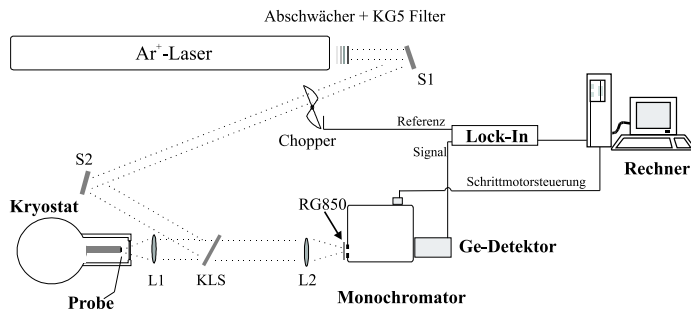 Abschwächer + KG5 Filter
Ar+-Laser
S1
Chopper
Referenz
Lock-In
Signal
Rechner
S2
Schrittmotorsteuerung
Kryostat
RG850
Ge-Detektor
L1
KLS
L2
Probe
Monochromator